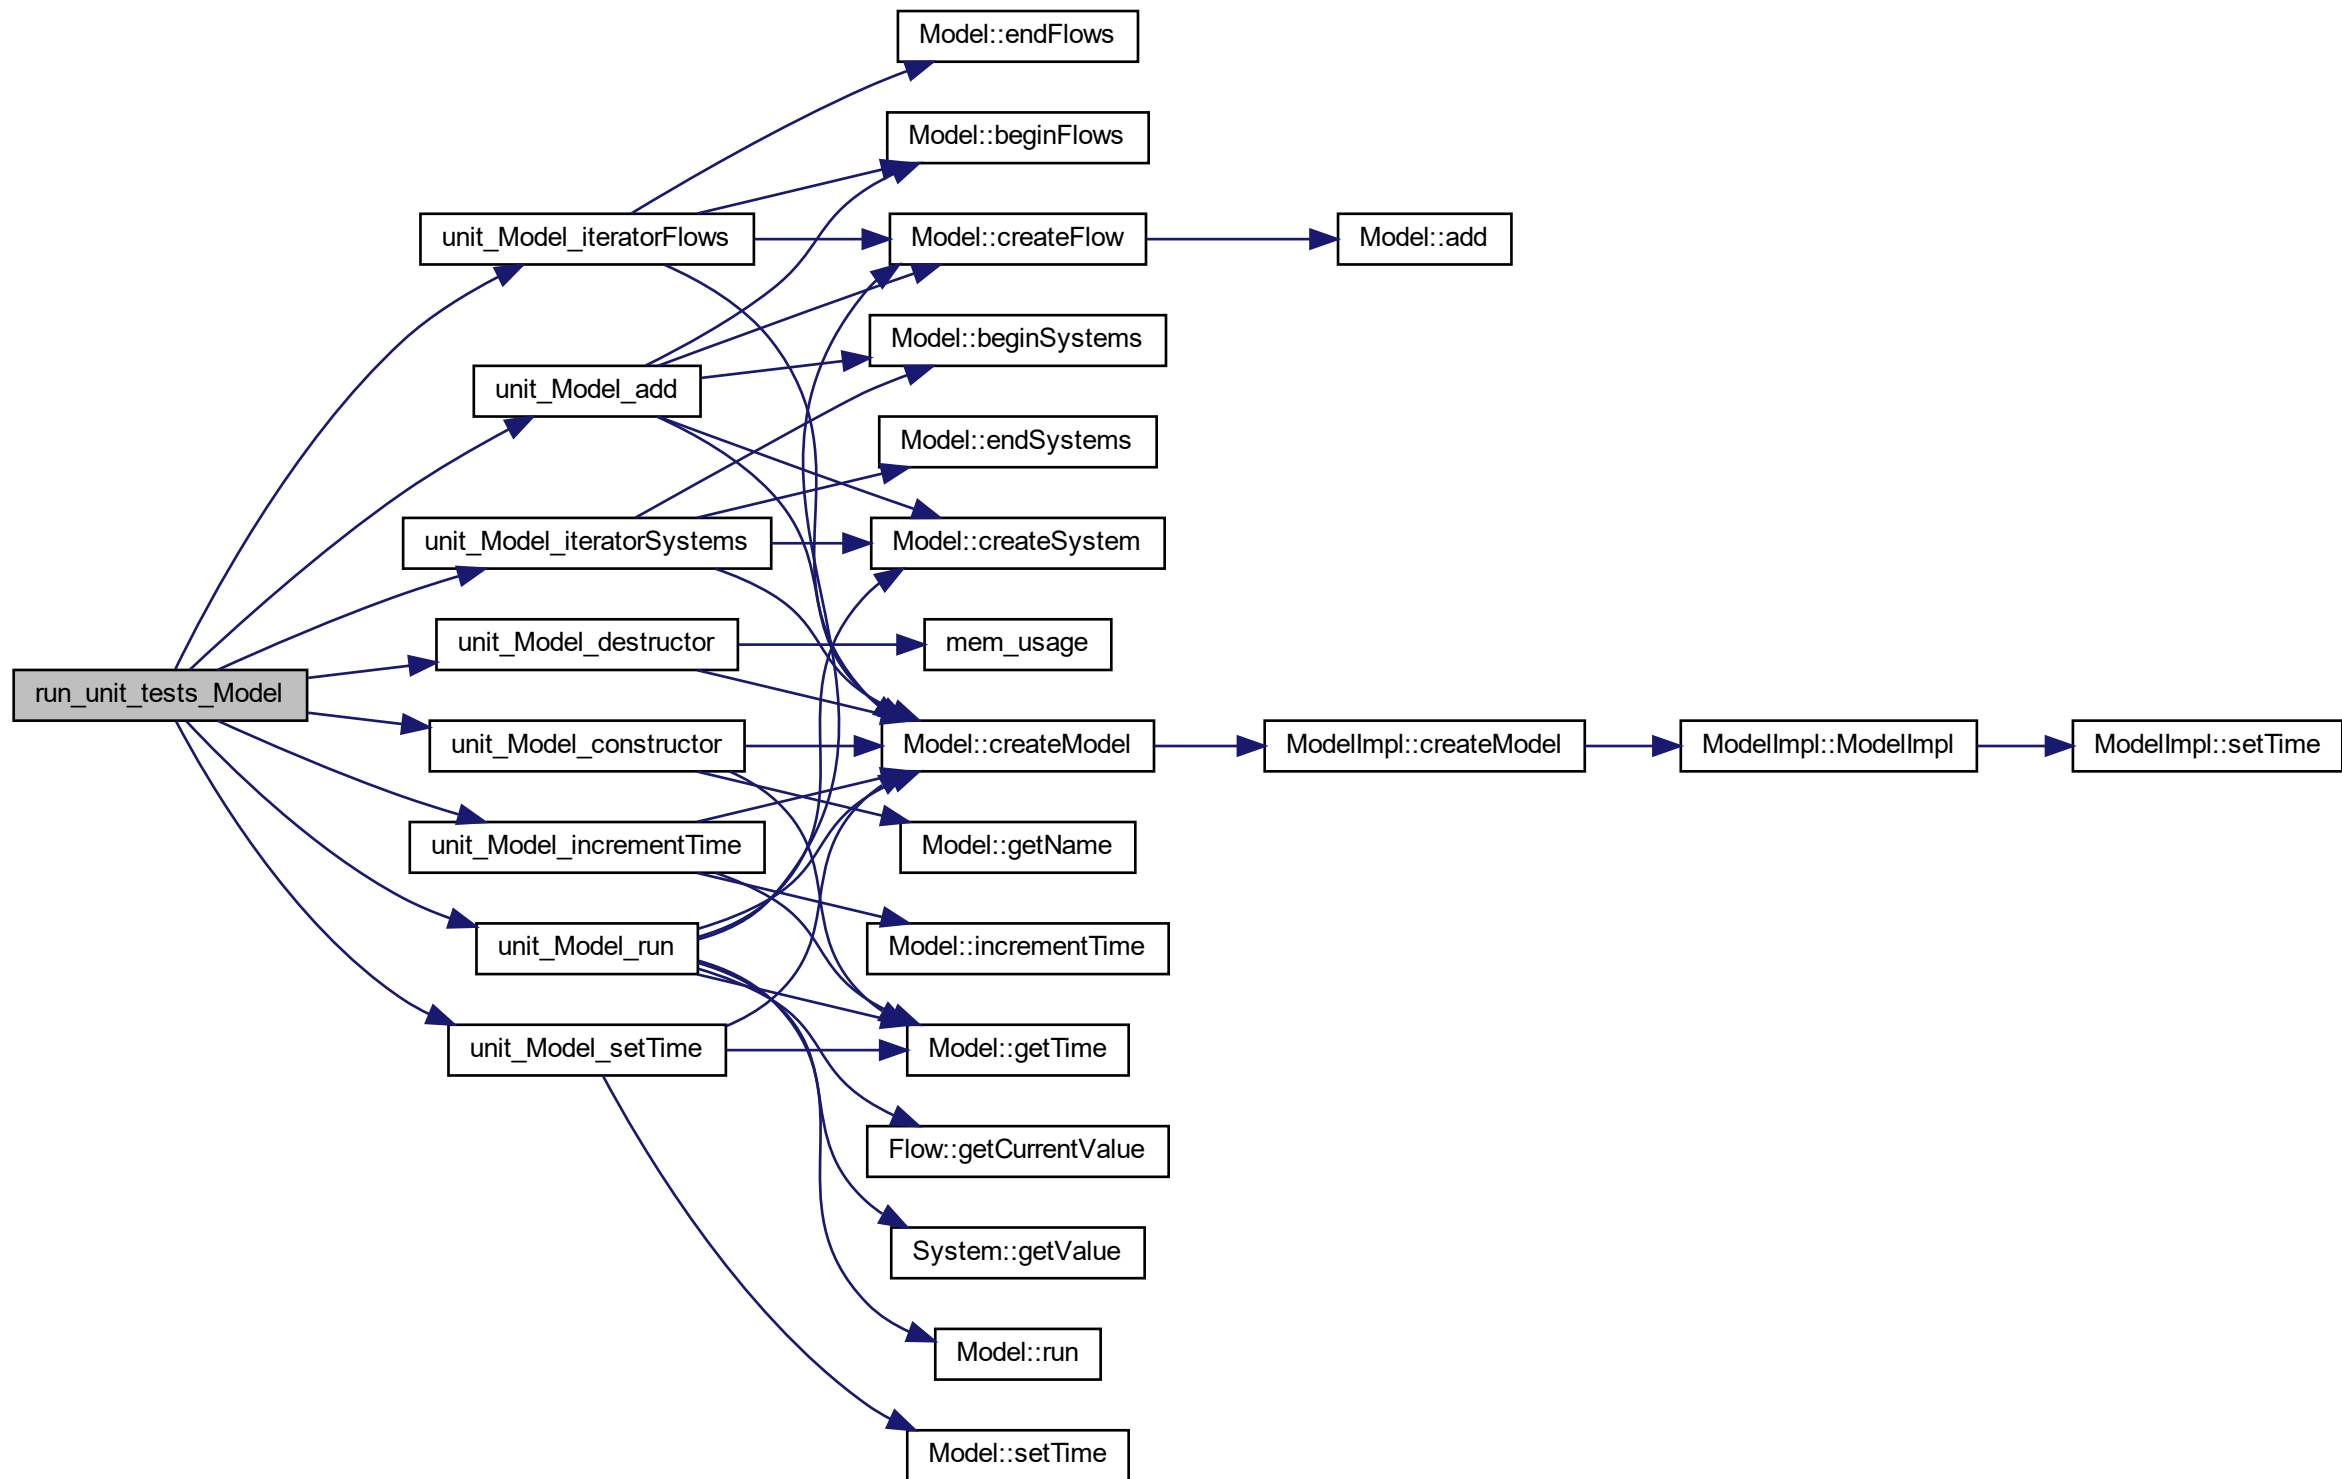 Model::endFlows
Model::beginFlows
unit_Model_iteratorFlows
Model::createFlow
Model::add
Model::beginSystems
unit_Model_add
Model::endSystems
unit_Model_iteratorSystems
Model::createSystem
unit_Model_destructor
mem_usage
run_unit_tests_Model
unit_Model_constructor
Model::createModel
ModelImpl::createModel
ModelImpl::ModelImpl
ModelImpl::setTime
unit_Model_incrementTime
Model::getName
unit_Model_run
Model::incrementTime
unit_Model_setTime
Model::getTime
Flow::getCurrentValue
System::getValue
Model::run
Model::setTime